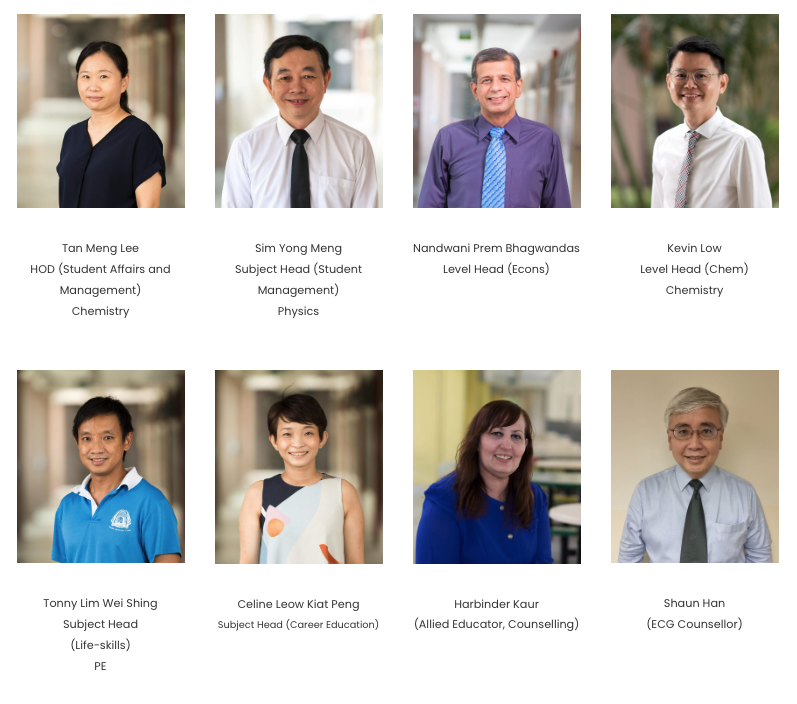 Tan Meng Lee
HOD (Student Affairs and
Management)
Chemistry
Sim Yong Meng
Subject Head (Student
Management)
Physics
Nandwani Prem Bhagwandas
Level Head (Econs)
Kevin Low
Level Head (Chem)
Chemistry
Tonny Lim Wei Shing
Subject Head
(Life-skills)
PE
Celine Leow Kiat Peng
Subject Head (Career Education)
Harbinder Kaur
(Allied Educator, Counselling)
Shaun Han
(ECG Counsellor)